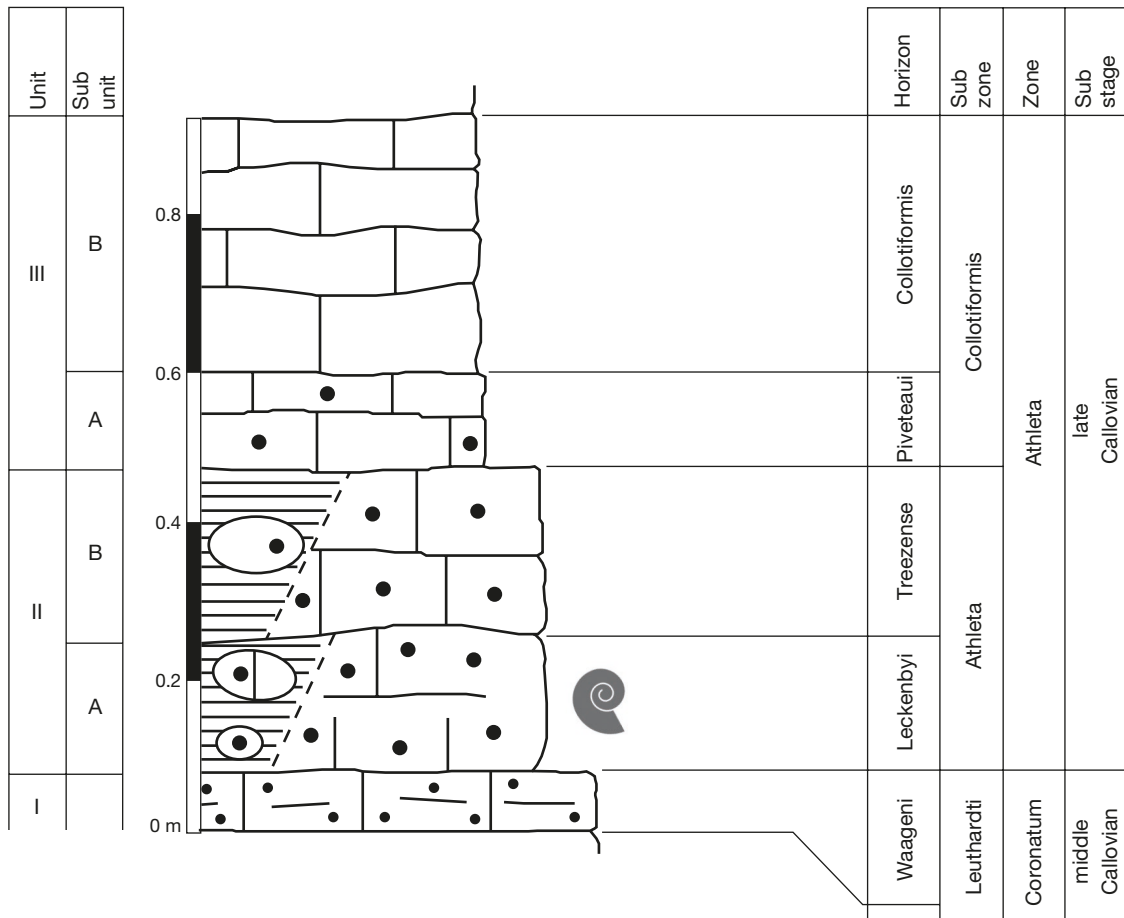 Unit
Sub
unit
Horizon
Sub
zone
Zone
Sub
stage
III
B
A
II
B
A
I
0.8
0.6
0.4
0.2
0 m
Collotiformis
Piveteaui
Treezense
Leckenbyi
Waageni
Collotiformis
Athleta
Leuthardti
Athleta
Coronatum
late
Callovian
middle
Callovian